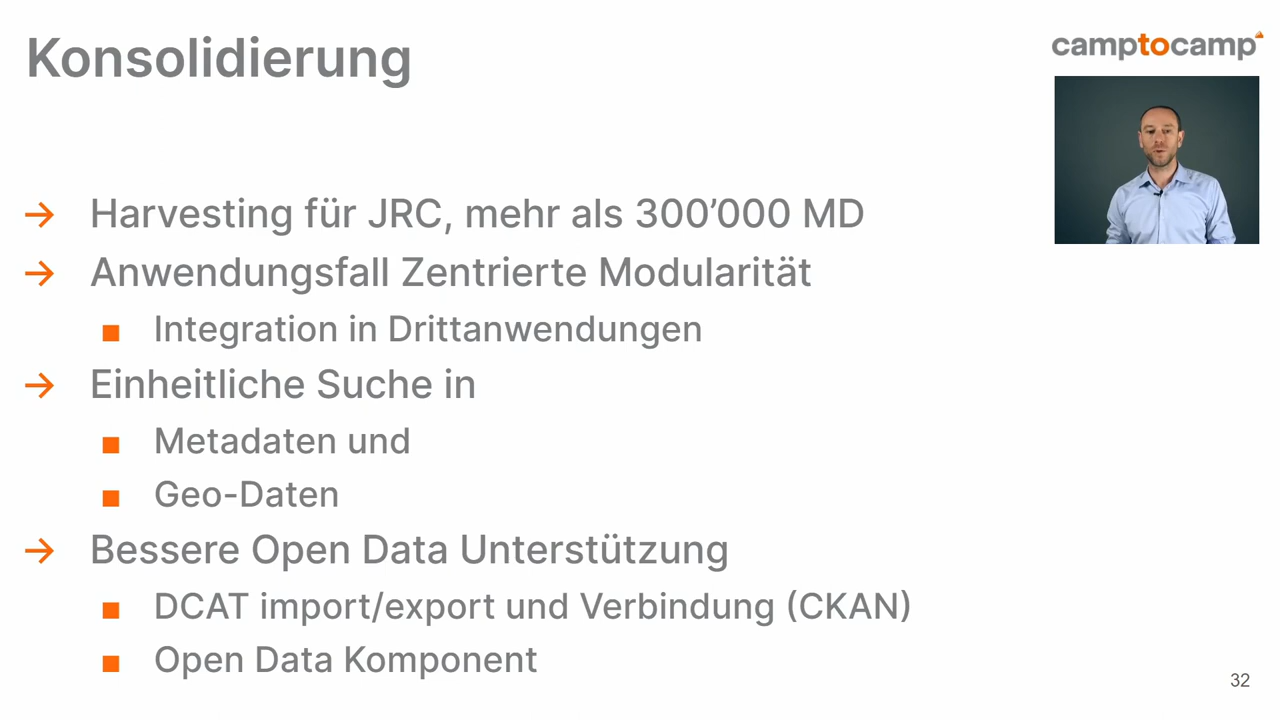 Konsolidierung
camptocamp
→ Harvesting für JRC, mehr als 300’000 MD
→ Anwendungsfall Zentrierte Modularität
■ Integration in Drittanwendungen
→ Einheitliche Suche in
■ Metadaten und
■ Geo-Daten
→ Bessere Open Data Unterstützung
■ DCAT import/export und Verbindung (CKAN)
■ Open Data Komponent
32